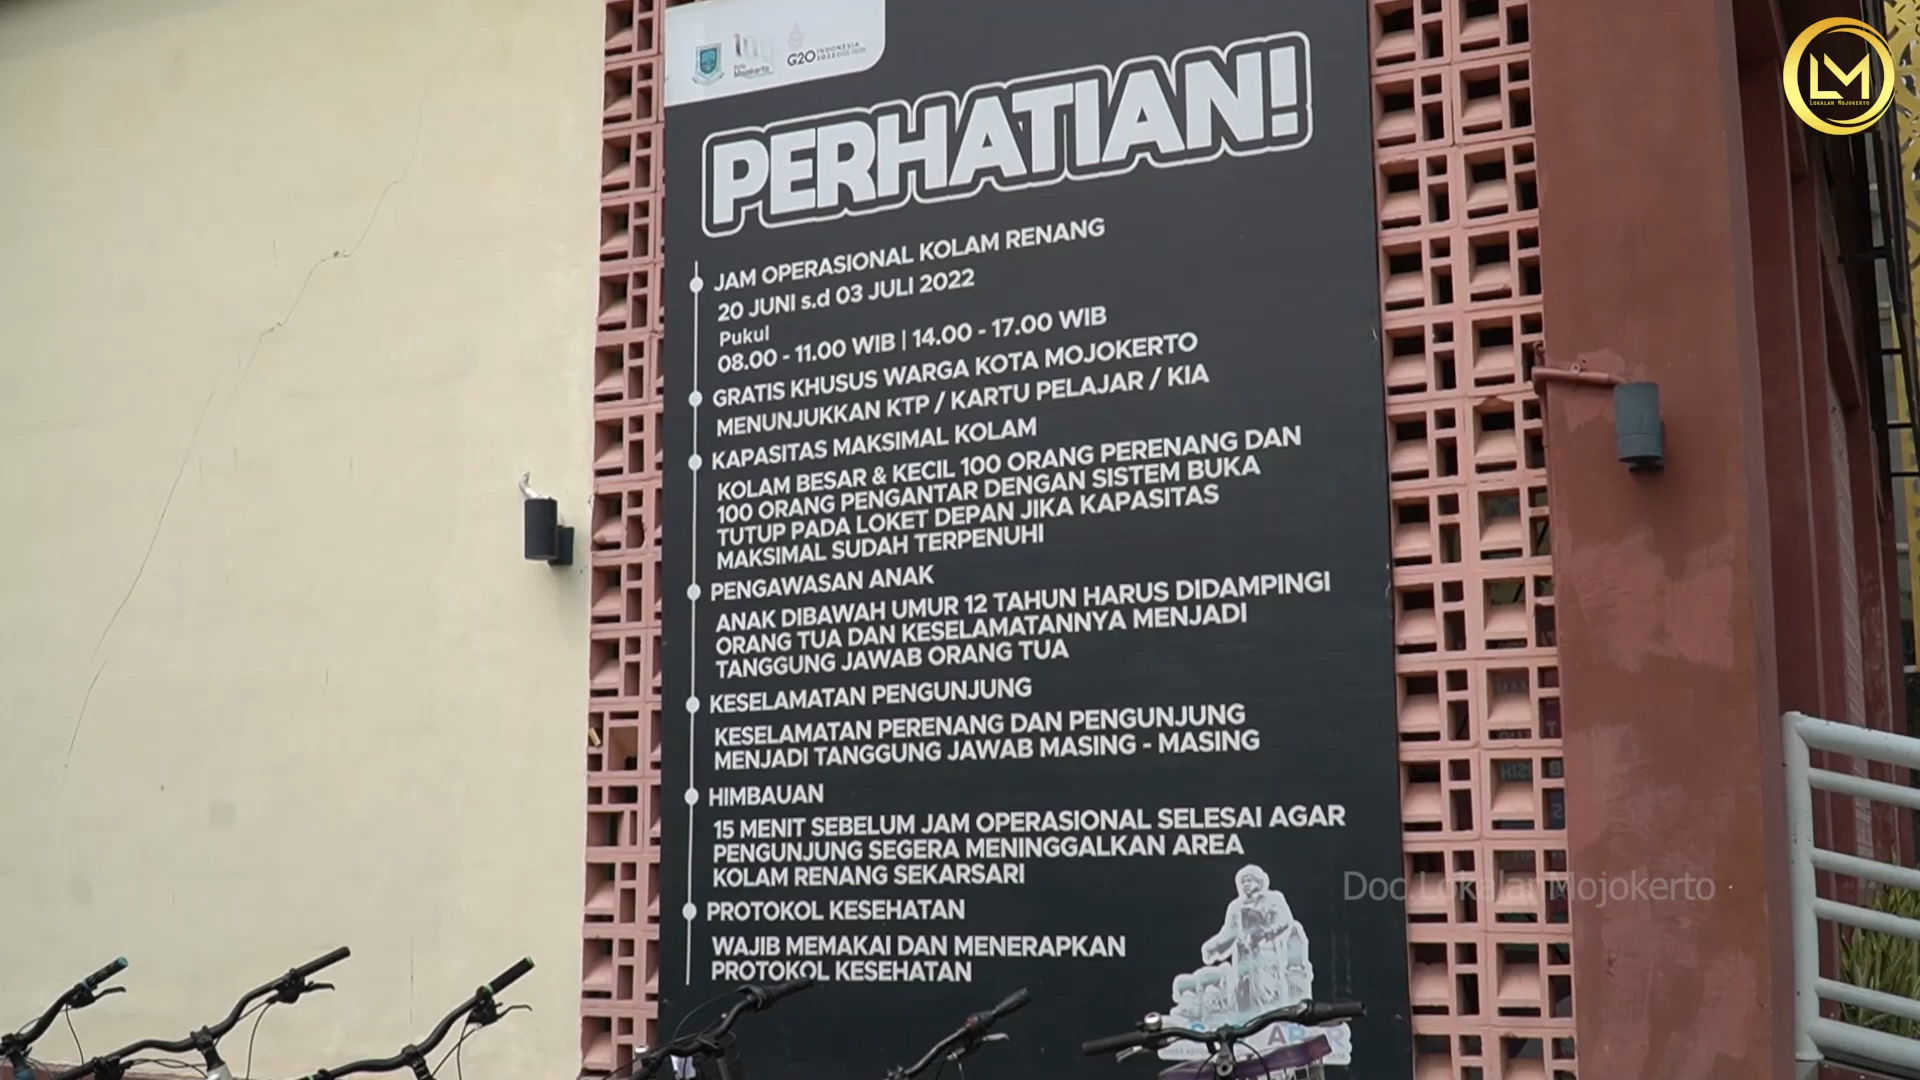 LM
LOKALAN MOJOKERTO
G20 INDONESIA 2022
PERHATIAN!
JAM OPERASIONAL KOLAM RENANG
20 JUNI s.d 03 JULI 2022
Pukul
08.00 - 11.00 WIB | 14.00 - 17.00 WIB
GRATIS KHUSUS WARGA KOTA MOJOKERTO
MENUNJUKKAN KTP / KARTU PELAJAR / KIA
KAPASITAS MAKSIMAL KOLAM
KOLAM BESAR & KECIL 100 ORANG PERENANG DAN
100 ORANG PENGANTAR DENGAN SISTEM BUKA
TUTUP PADA LOKET DEPAN JIKA KAPASITAS
MAKSIMAL SUDAH TERPENUHI
PENGAWASAN ANAK
ANAK DIBAWAH UMUR 12 TAHUN HARUS DIDAMPINGI
ORANG TUA DAN KESELAMATANNYA MENJADI
TANGGUNG JAWAB ORANG TUA
KESELAMATAN PENGUNJUNG
KESELAMATAN PERENANG DAN PENGUNJUNG
MENJADI TANGGUNG JAWAB MASING - MASING
HIMBAUAN
15 MENIT SEBELUM JAM OPERASIONAL SELESAI AGAR
PENGUNJUNG SEGERA MENINGGALKAN AREA
KOLAM RENANG SEKARSARI
PROTOKOL KESEHATAN
WAJIB MEMAKAI DAN MENERAPKAN
PROTOKOL KESEHATAN
Doc.LokalanMojokerto